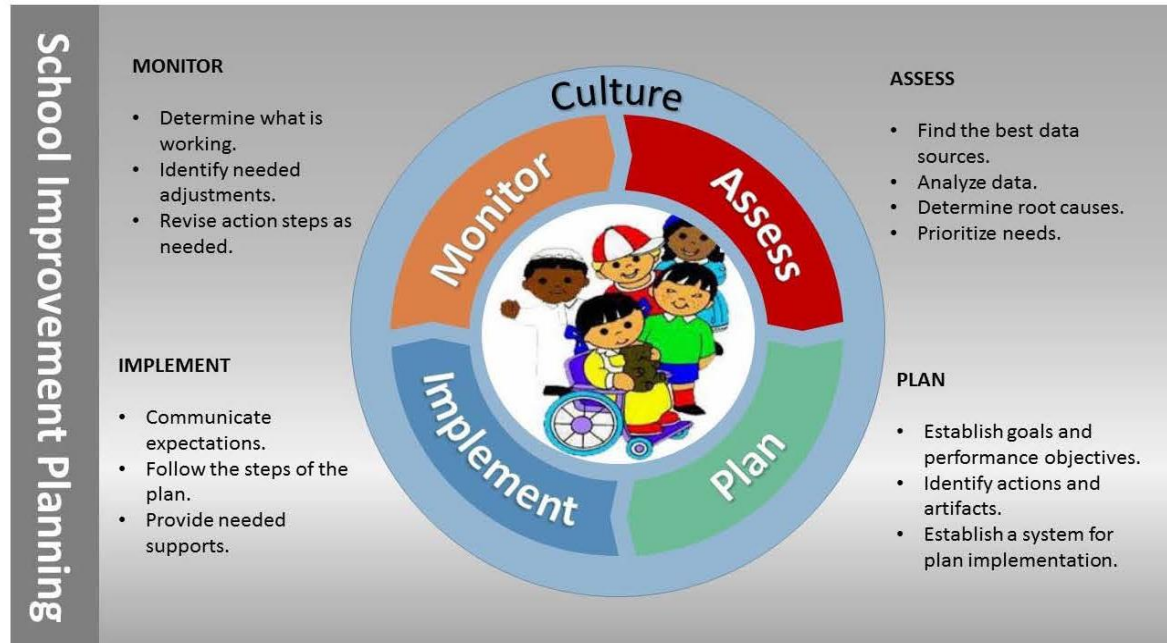 School Improvement Planning
MONITOR
• Determine what is
working.
• Identify needed
adjustments.
• Revise action steps as
needed.
IMPLEMENT
• Communicate
expectations.
• Follow the steps of the
plan.
• Provide needed
supports.
Culture
Monitor
Assess
Implement
Plan
ASSESS
• Find the best data
sources.
• Analyze data.
• Determine root causes.
• Prioritize needs.
PLAN
• Establish goals and
performance objectives.
• Identify actions and
artifacts.
• Establish a system for
plan implementation.